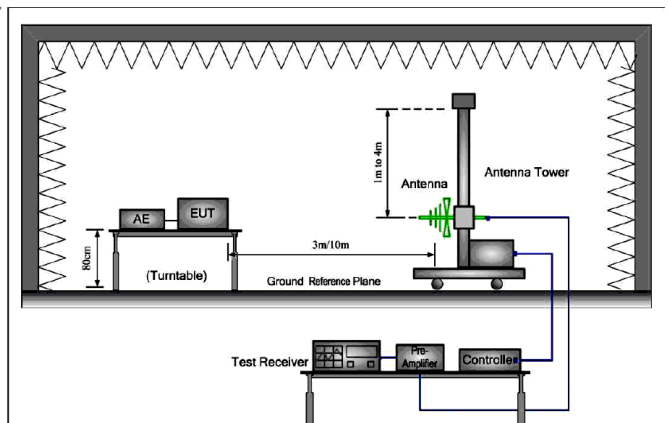 1m to 4m
Antenna
Antenna Tower
AE
EUT
3m/10m
80cm
(Turntable)
Ground Reference Plane
Test Receiver
Pre-
Amplifier
Controller